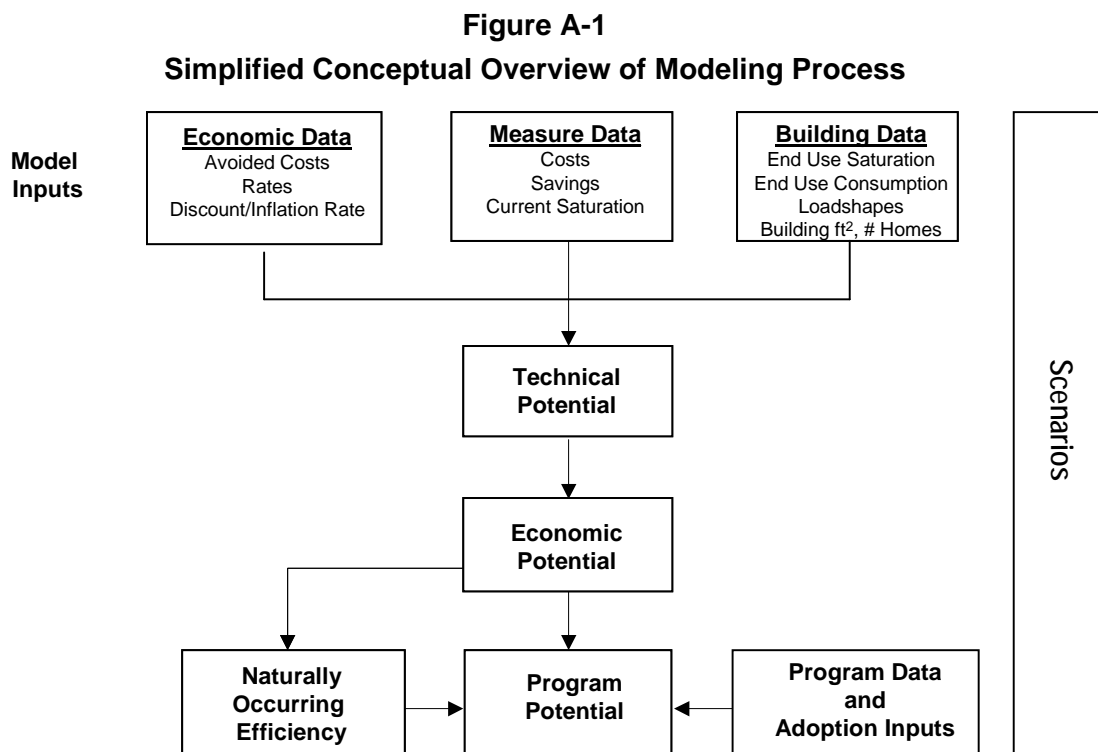 Figure A-1
Simplified Conceptual Overview of Modeling Process
Model
Inputs
Economic Data
Avoided Costs
Rates
Discount/Inflation Rate
Measure Data
Costs
Savings
Current Saturation
Building Data
End Use Saturation
End Use Consumption
Loadshapes
Building ft², # Homes
Scenarios
Technical
Potential
Economic
Potential
Naturally
Occurring
Efficiency
Program
Potential
Program Data
and
Adoption Inputs